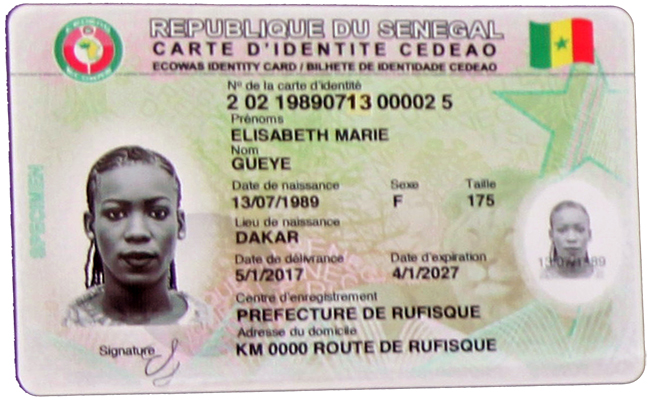 REPUBLIQUE DU SENEGAL
CARTE D'IDENTITE CEDEAO
ECOWAS IDENTITY CARD / BILHETE DE IDENTIDADE CEDEAO
N° de la carte d'identité
2 02 19890713 00002 5
Prénoms
ELISABETH MARIE
Nom
GUEYE
Date de naissance Sexe Taille
13/07/1989 F 175
Lieu de naissance
DAKAR
Date de délivrance Date d'expiration
5/1/2017 4/1/2027
Centre d'enregistrement
PREFECTURE DE RUFISQUE
Adresse du domicile
KM 0000 ROUTE DE RUFISQUE
Signature
SPECIMEN
13/07/1989